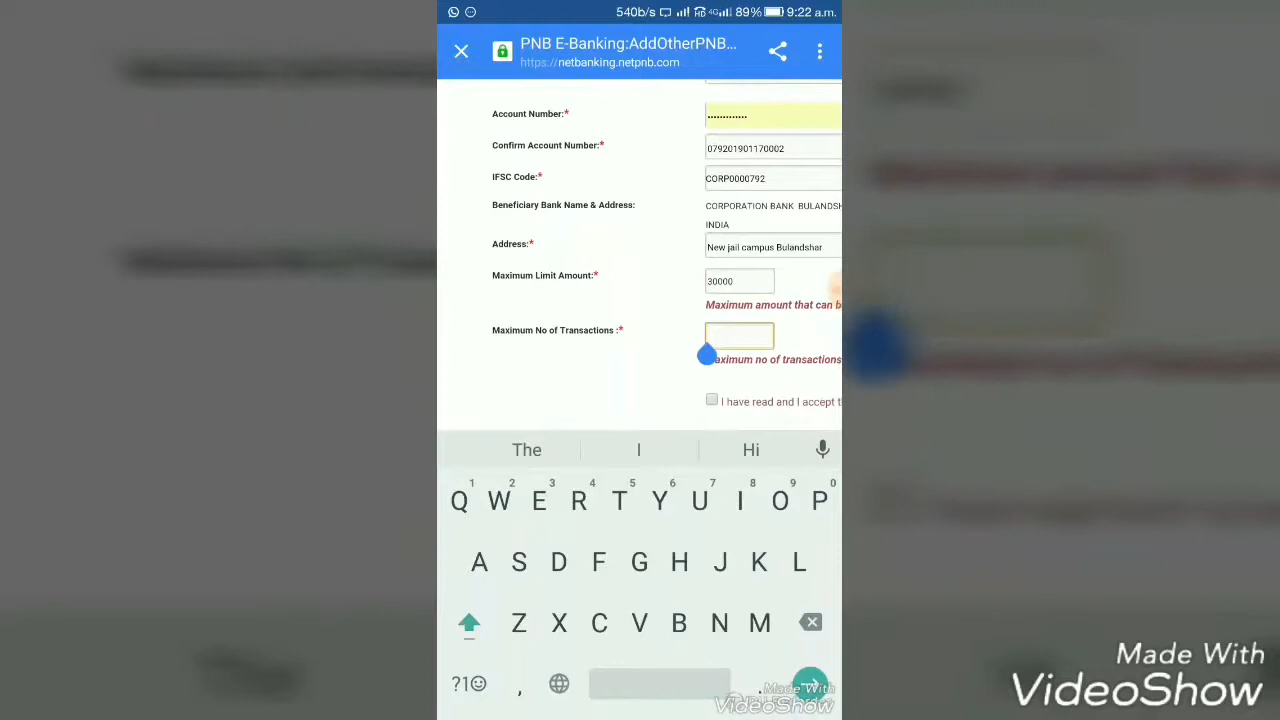 540b/s HD 4G 89% 9:22 a.m.
PNB E-Banking:AddOtherPNB...
https://netbanking.netpnb.com
Account Number:*
Confirm Account Number:* 079201901170002
IFSC Code:* CORP0000792
Beneficiary Bank Name & Address: CORPORATION BANK BULANDSH
INDIA
Address:* New jail campus Bulandshar
Maximum Limit Amount:* 30000
Maximum amount that can b
Maximum No of Transactions :*
aximum no of transactions
I have read and I accept t
The I Hi
1 2 3 4 5 6 7 8 9 0
Q W E R T Y U I O P
A S D F G H J K L
Z X C V B N M
?1☺ , .
Made With
VideoShow
Made With
VideoShow